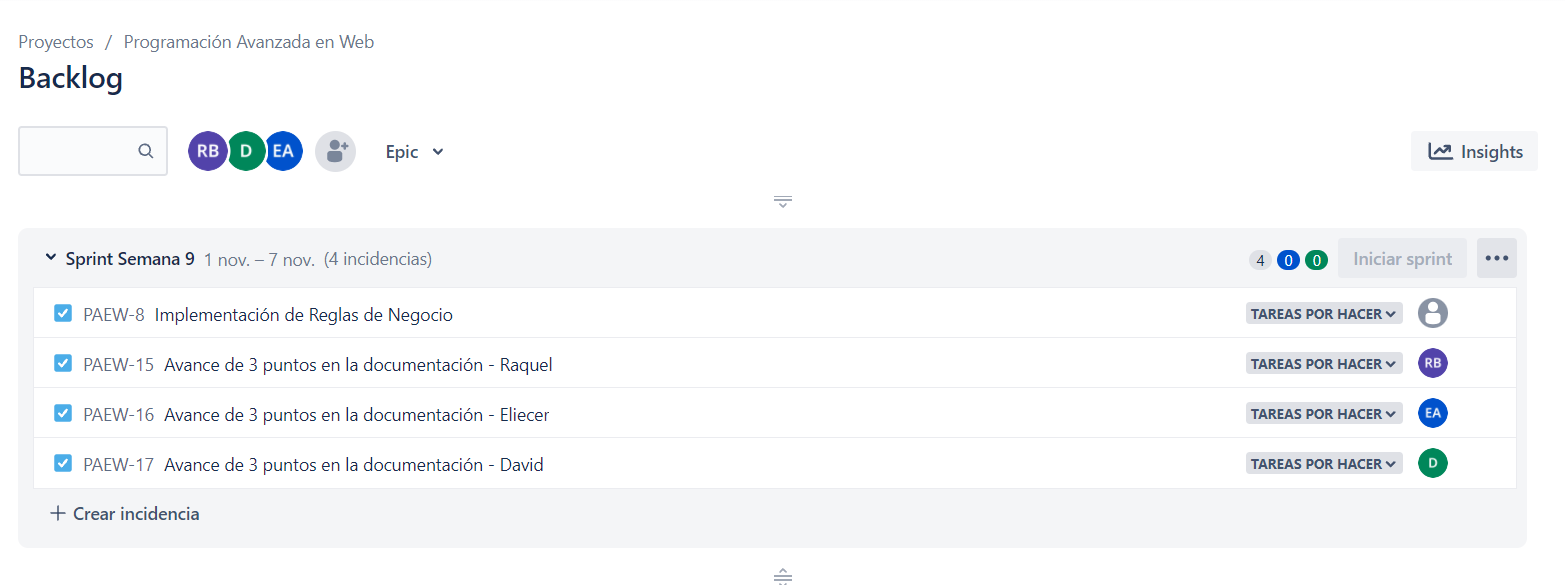 Proyectos / Programación Avanzada en Web
Backlog
RB D EA Epic Insights
Sprint Semana 9 1 nov. – 7 nov. (4 incidencias) 4 0 0 Iniciar sprint
PAEW-8 Implementación de Reglas de Negocio TAREAS POR HACER
PAEW-15 Avance de 3 puntos en la documentación - Raquel TAREAS POR HACER RB
PAEW-16 Avance de 3 puntos en la documentación - Eliecer TAREAS POR HACER EA
PAEW-17 Avance de 3 puntos en la documentación - David TAREAS POR HACER D
+ Crear incidencia